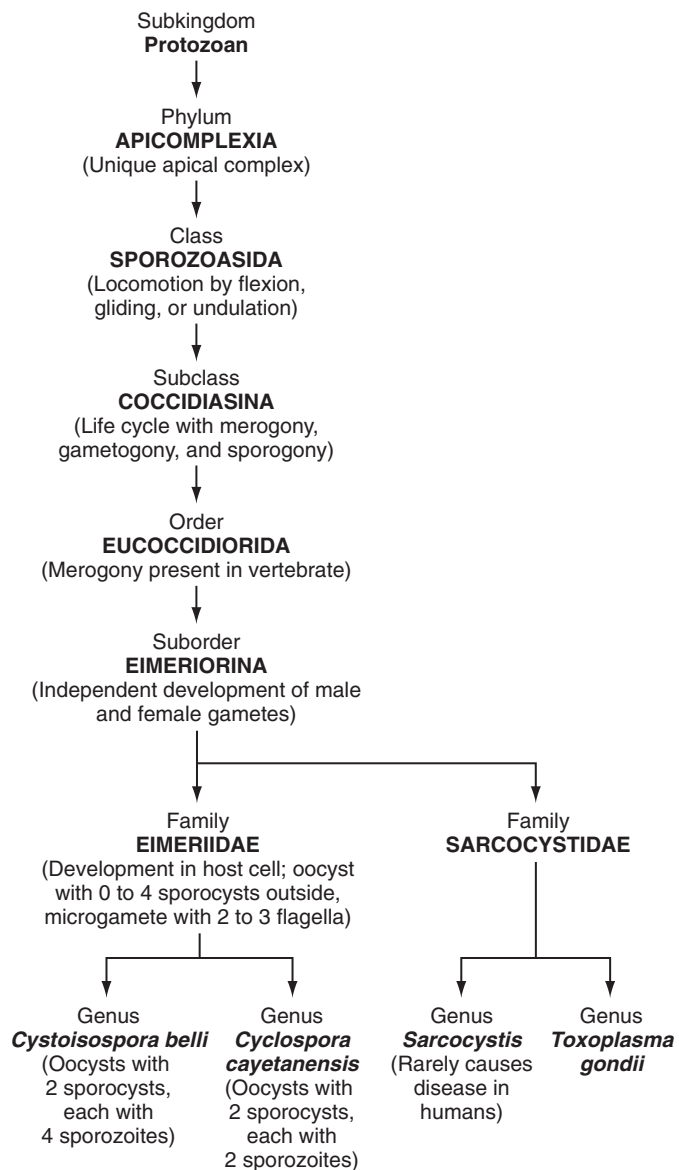 Subkingdom
Protozoan
Phylum
APICOMPLEXIA
(Unique apical complex)
Class
SPOROZOASIDA
(Locomotion by flexion,
gliding, or undulation)
Subclass
COCCIDIASINA
(Life cycle with merogony,
gametogony, and sporogony)
Order
EUCOCCIDIORIDA
(Merogony present in vertebrate)
Suborder
EIMERIORINA
(Independent development of male
and female gametes)
Family
EIMERIIDAE
(Development in host cell; oocyst
with 0 to 4 sporocysts outside,
microgamete with 2 to 3 flagella)
Family
SARCOCYSTIDAE
Genus
Cystoisospora belli
(Oocysts with
2 sporocysts,
each with
4 sporozoites)
Genus
Cyclospora
cayetanensis
(Oocysts with
2 sporocysts,
each with
2 sporozoites)
Genus
Sarcocystis
(Rarely causes
disease in
humans)
Genus
Toxoplasma
gondii